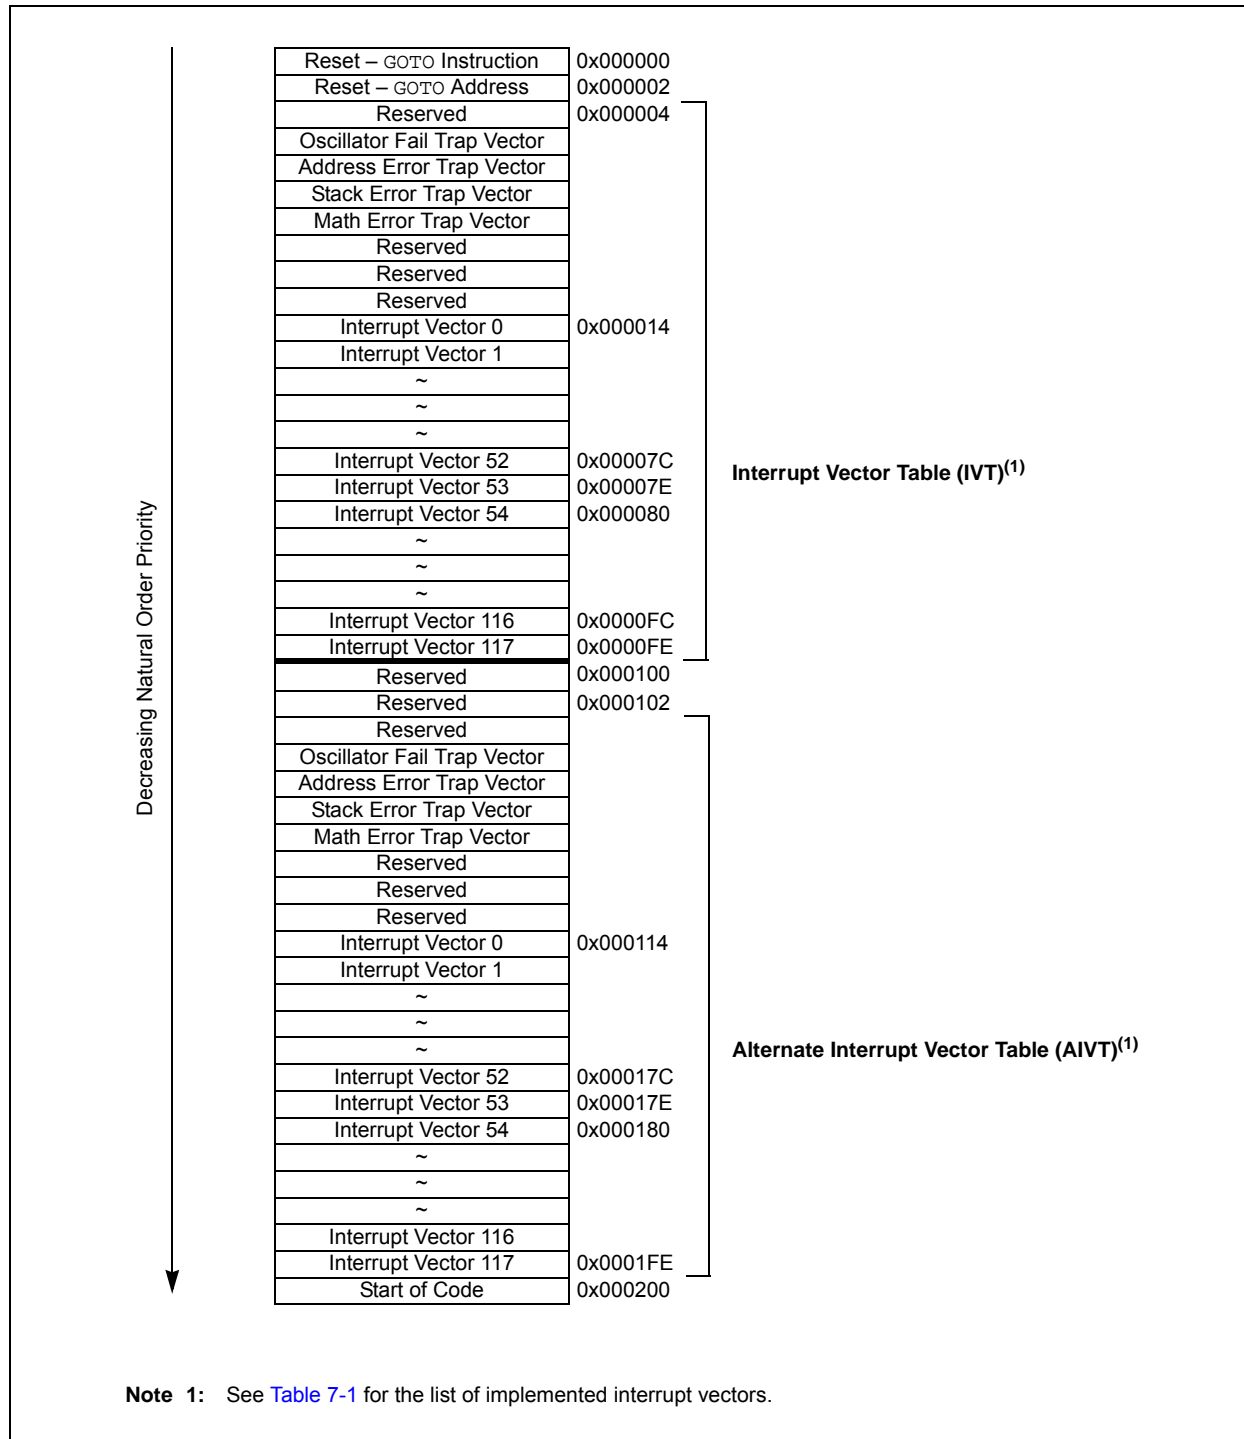 Reset – GOTO Instruction 0x000000
Reset – GOTO Address 0x000002
Reserved 0x000004
Oscillator Fail Trap Vector
Address Error Trap Vector
Stack Error Trap Vector
Math Error Trap Vector
Reserved
Reserved
Reserved
Interrupt Vector 0 0x000014
Interrupt Vector 1
~
~
~
Interrupt Vector 52 0x00007C
Interrupt Vector Table (IVT)(1)
Interrupt Vector 53 0x00007E
Interrupt Vector 54 0x000080
~
~
~
Interrupt Vector 116 0x0000FC
Interrupt Vector 117 0x0000FE
Decreasing Natural Order Priority
Reserved 0x000100
Reserved 0x000102
Reserved
Oscillator Fail Trap Vector
Address Error Trap Vector
Stack Error Trap Vector
Math Error Trap Vector
Reserved
Reserved
Reserved
Interrupt Vector 0 0x000114
Interrupt Vector 1
~
~
~
Alternate Interrupt Vector Table (AIVT)(1)
Interrupt Vector 52 0x00017C
Interrupt Vector 53 0x00017E
Interrupt Vector 54 0x000180
~
~
~
Interrupt Vector 116
Interrupt Vector 117 0x0001FE
Start of Code 0x000200
Note 1: See Table 7-1 for the list of implemented interrupt vectors.